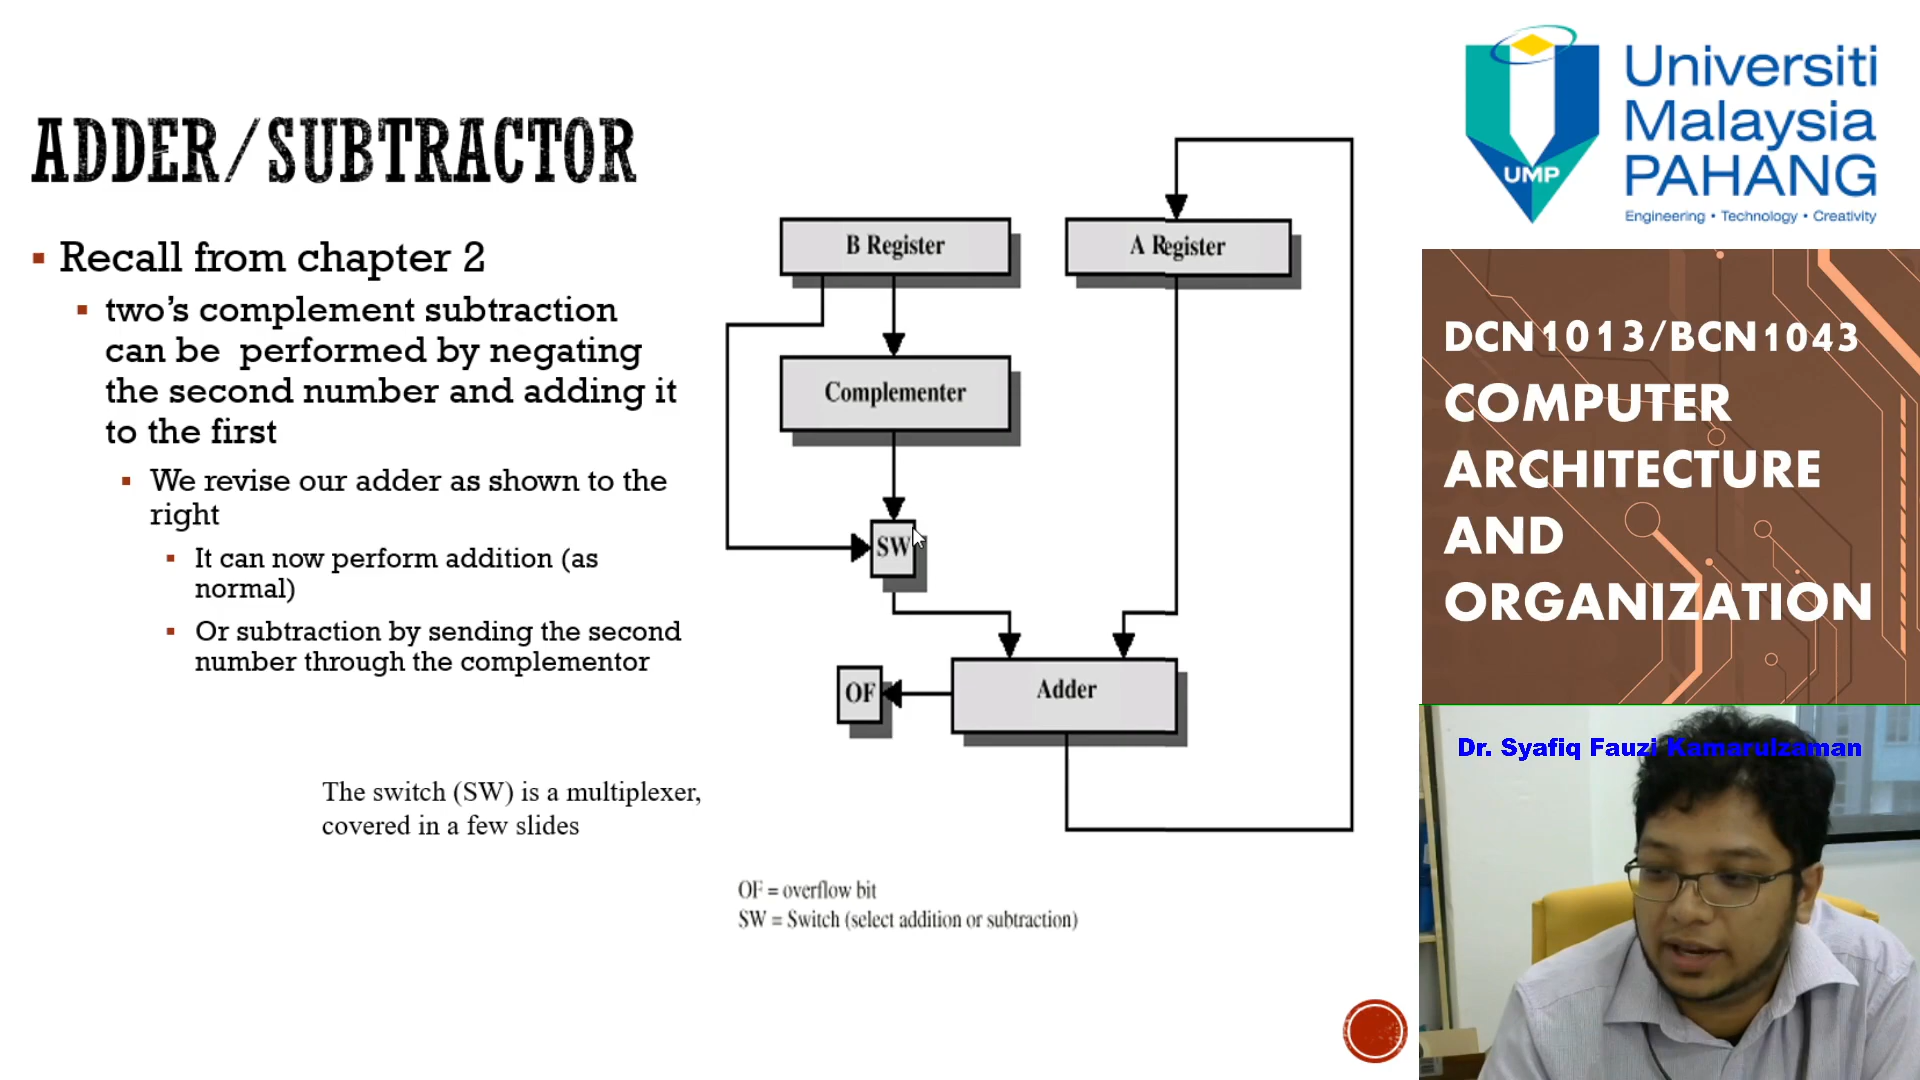 ADDER/SUBTRACTOR
Recall from chapter 2
two's complement subtraction
can be performed by negating
the second number and adding it
to the first
We revise our adder as shown to the
right
It can now perform addition (as
normal)
Or subtraction by sending the second
number through the complementor
The switch (SW) is a multiplexer,
covered in a few slides
B Register
A Register
Complementer
SW
OF
Adder
OF = overflow bit
SW = Switch (select addition or subtraction)
UMP
Universiti
Malaysia
PAHANG
Engineering • Technology • Creativity
DCN1013/BCN1043
COMPUTER
ARCHITECTURE
AND
ORGANIZATION
Dr. Syafiq Fauzi Kamarulzaman